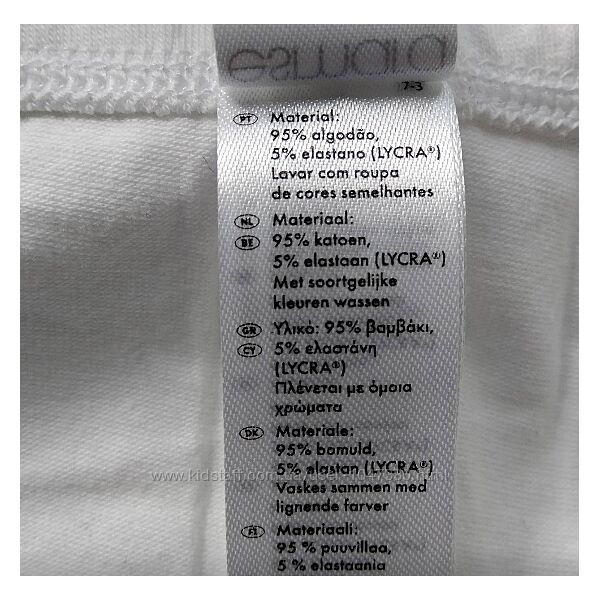 esmara
7-3
PT Material:
95% algodão,
5% elastano (LYCRA®)
Lavar com roupa
de cores semelhantes
NL Materiaal:
BE 95% katoen,
5% elastaan (LYCRA®)
Met soortgelijke
kleuren wassen
GR Υλικό: 95% βαμβάκι,
CY 5% ελαστάνη
(LYCRA®)
Πλένεται με όμοια
χρώματα
DK Materiale:
95% bomuld,
5% elastan (LYCRA®)
Vaskes sammen med
lignende farver
FI Materiaali:
95 % puuvillaa,
5 % elastaania